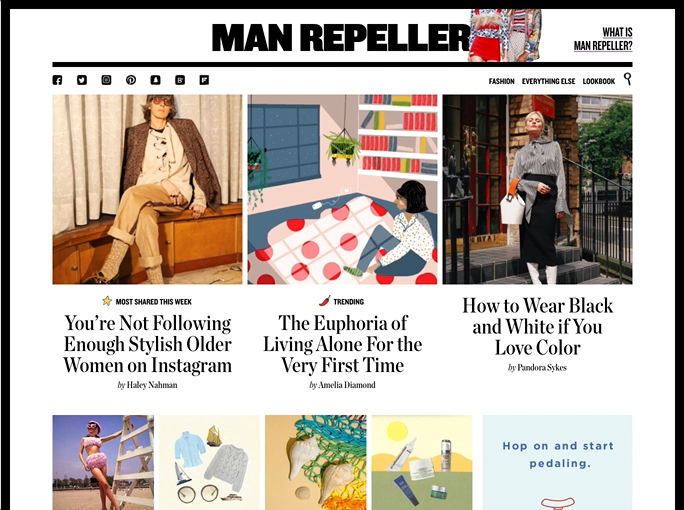 MAN REPELLER
WHAT IS
MAN REPELLER?
FASHION EVERYTHING ELSE LOOKBOOK
MOST SHARED THIS WEEK
You're Not Following
Enough Stylish Older
Women on Instagram
by Haley Nahman
TRENDING
The Euphoria of
Living Alone For the
Very First Time
by Amelia Diamond
How to Wear Black
and White if You
Love Color
by Pandora Sykes
Hop on and start
pedaling.